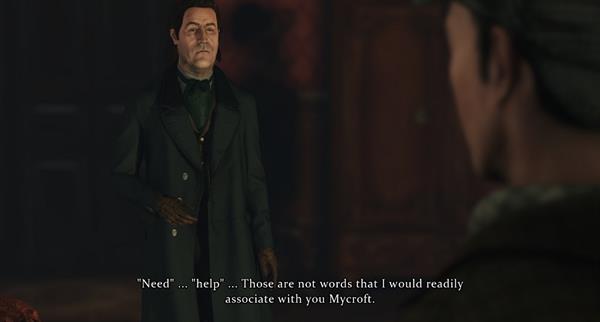 "Need" ... "help" ... Those are not words that I would readily
associate with you Mycroft.